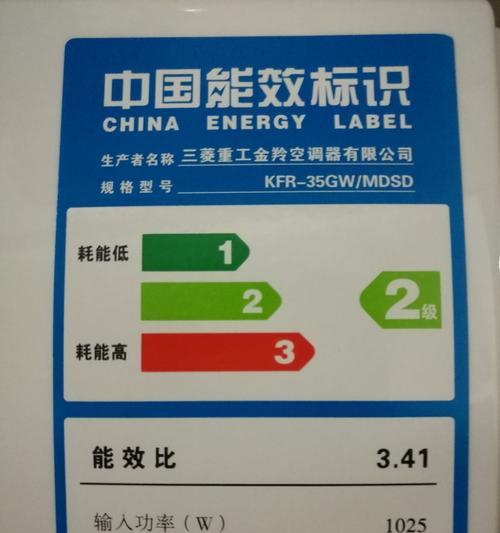 中国能效标识
CHINA ENERGY LABEL
生产者名称 三菱重工金羚空调器有限公司
规格型号 KFR-35GW/MDSD
耗能低 1
2 2级
耗能高 3
能效比 3.41
输入功率(W) 1025